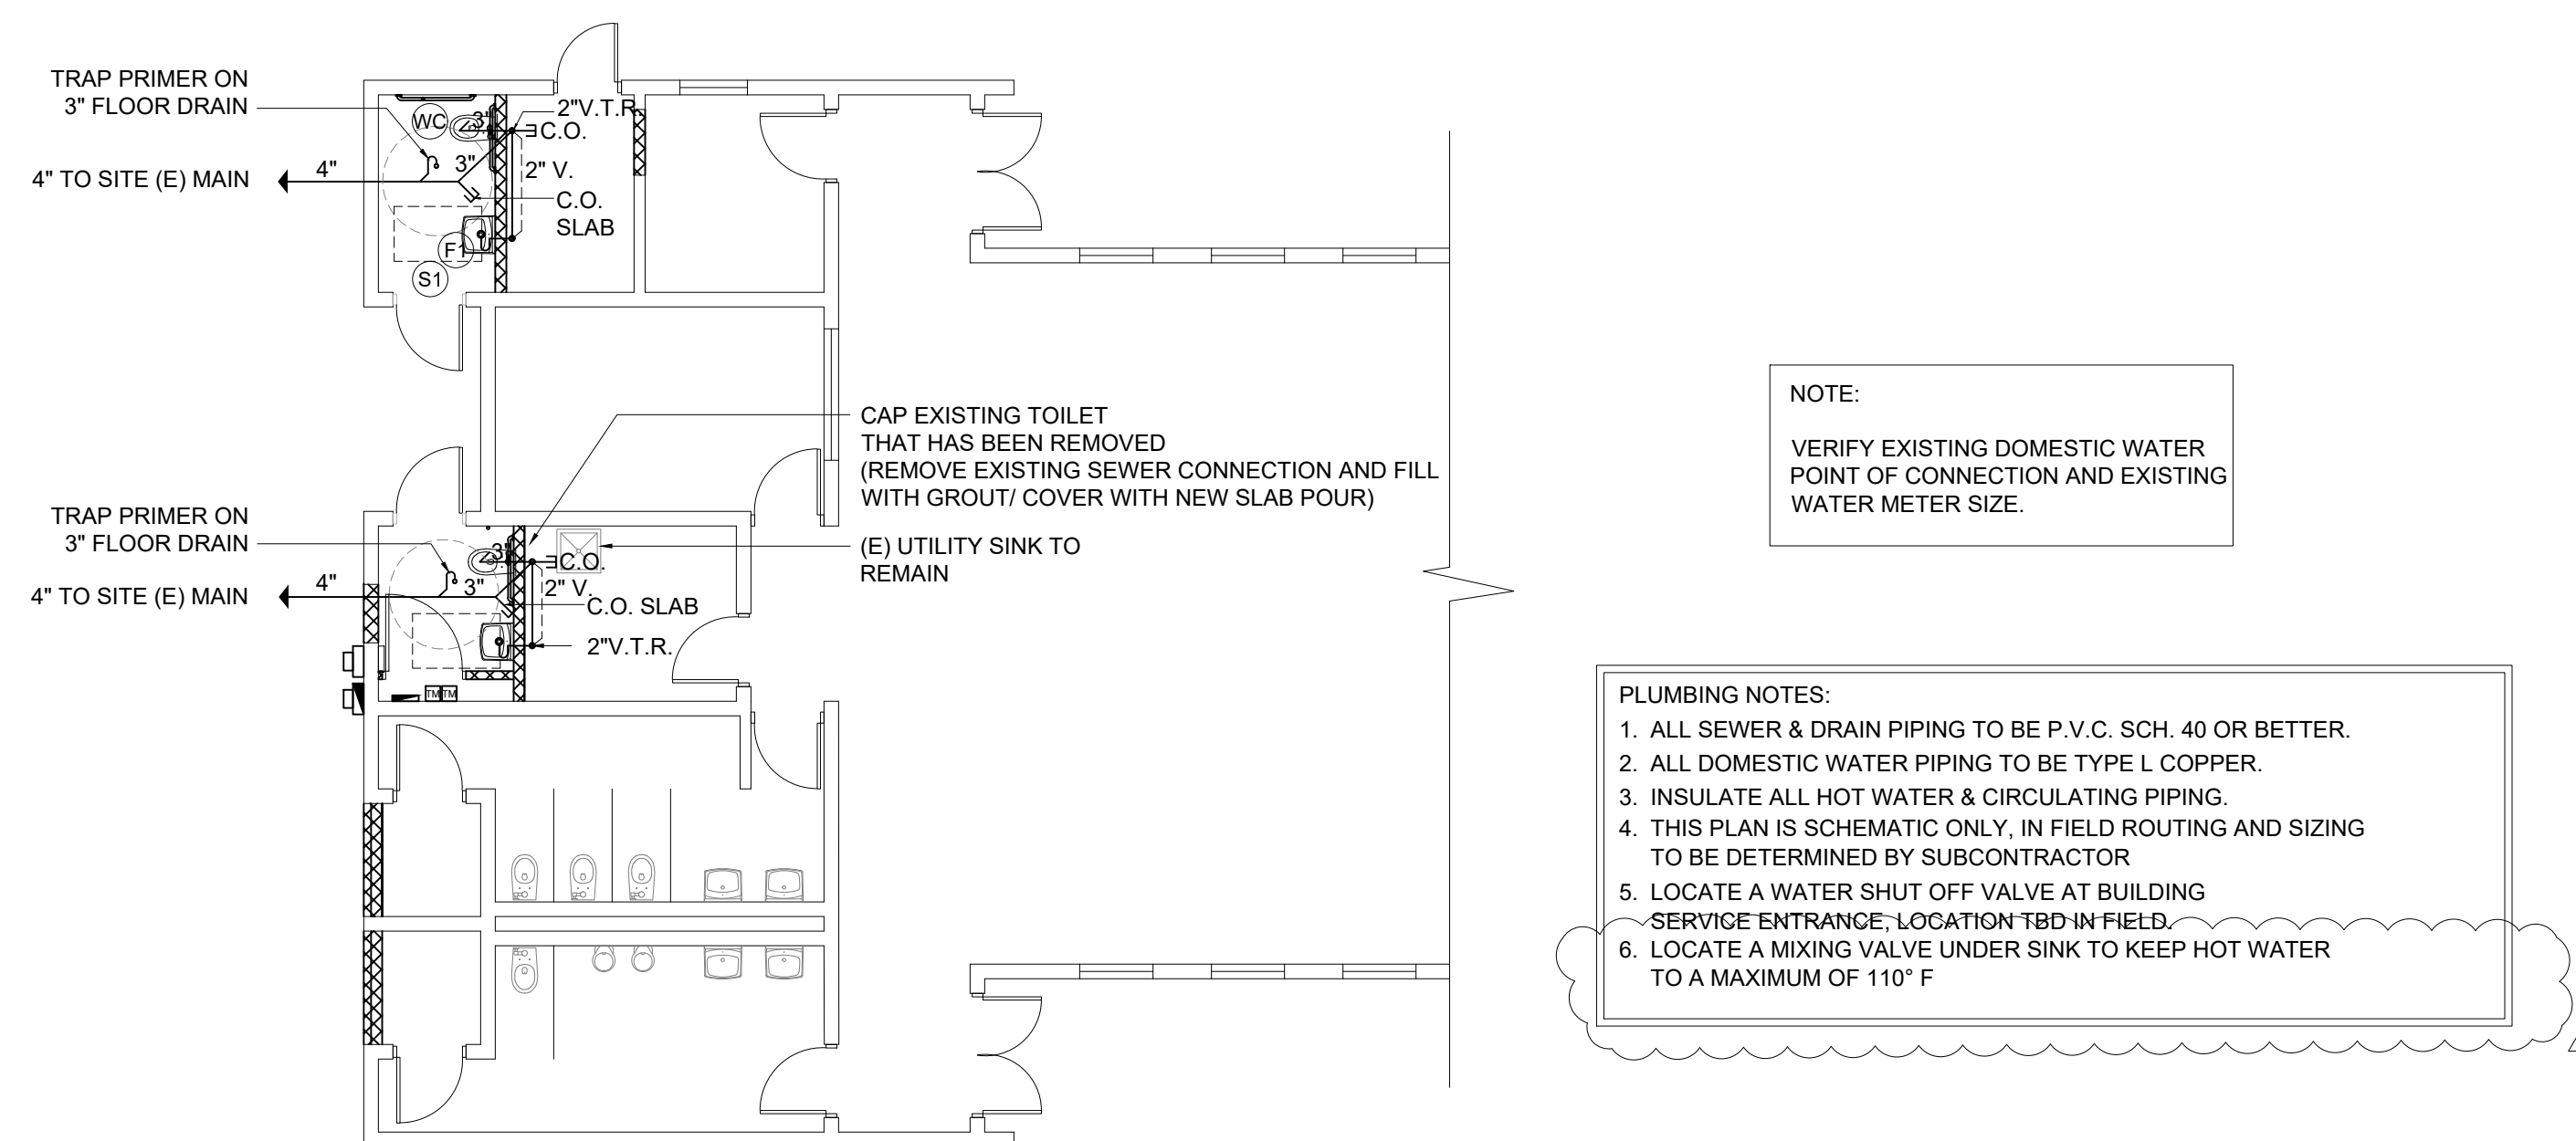 TRAP PRIMER ON
3" FLOOR DRAIN
4" TO SITE (E) MAIN
4"
WC
3"
3"
2"V.T.R.
C.O.
2" V.
C.O.
SLAB
F1
S1
CAP EXISTING TOILET
THAT HAS BEEN REMOVED
(REMOVE EXISTING SEWER CONNECTION AND FILL
WITH GROUT/ COVER WITH NEW SLAB POUR)
(E) UTILITY SINK TO
REMAIN
TRAP PRIMER ON
3" FLOOR DRAIN
4" TO SITE (E) MAIN
4"
3"
3"
C.O.
2" V.
C.O. SLAB
2"V.T.R.
TM TM
NOTE:
VERIFY EXISTING DOMESTIC WATER
POINT OF CONNECTION AND EXISTING
WATER METER SIZE.
PLUMBING NOTES:
1. ALL SEWER & DRAIN PIPING TO BE P.V.C. SCH. 40 OR BETTER.
2. ALL DOMESTIC WATER PIPING TO BE TYPE L COPPER.
3. INSULATE ALL HOT WATER & CIRCULATING PIPING.
4. THIS PLAN IS SCHEMATIC ONLY, IN FIELD ROUTING AND SIZING
TO BE DETERMINED BY SUBCONTRACTOR
5. LOCATE A WATER SHUT OFF VALVE AT BUILDING
SERVICE ENTRANCE, LOCATION TBD IN FIELD.
6. LOCATE A MIXING VALVE UNDER SINK TO KEEP HOT WATER
TO A MAXIMUM OF 110° F